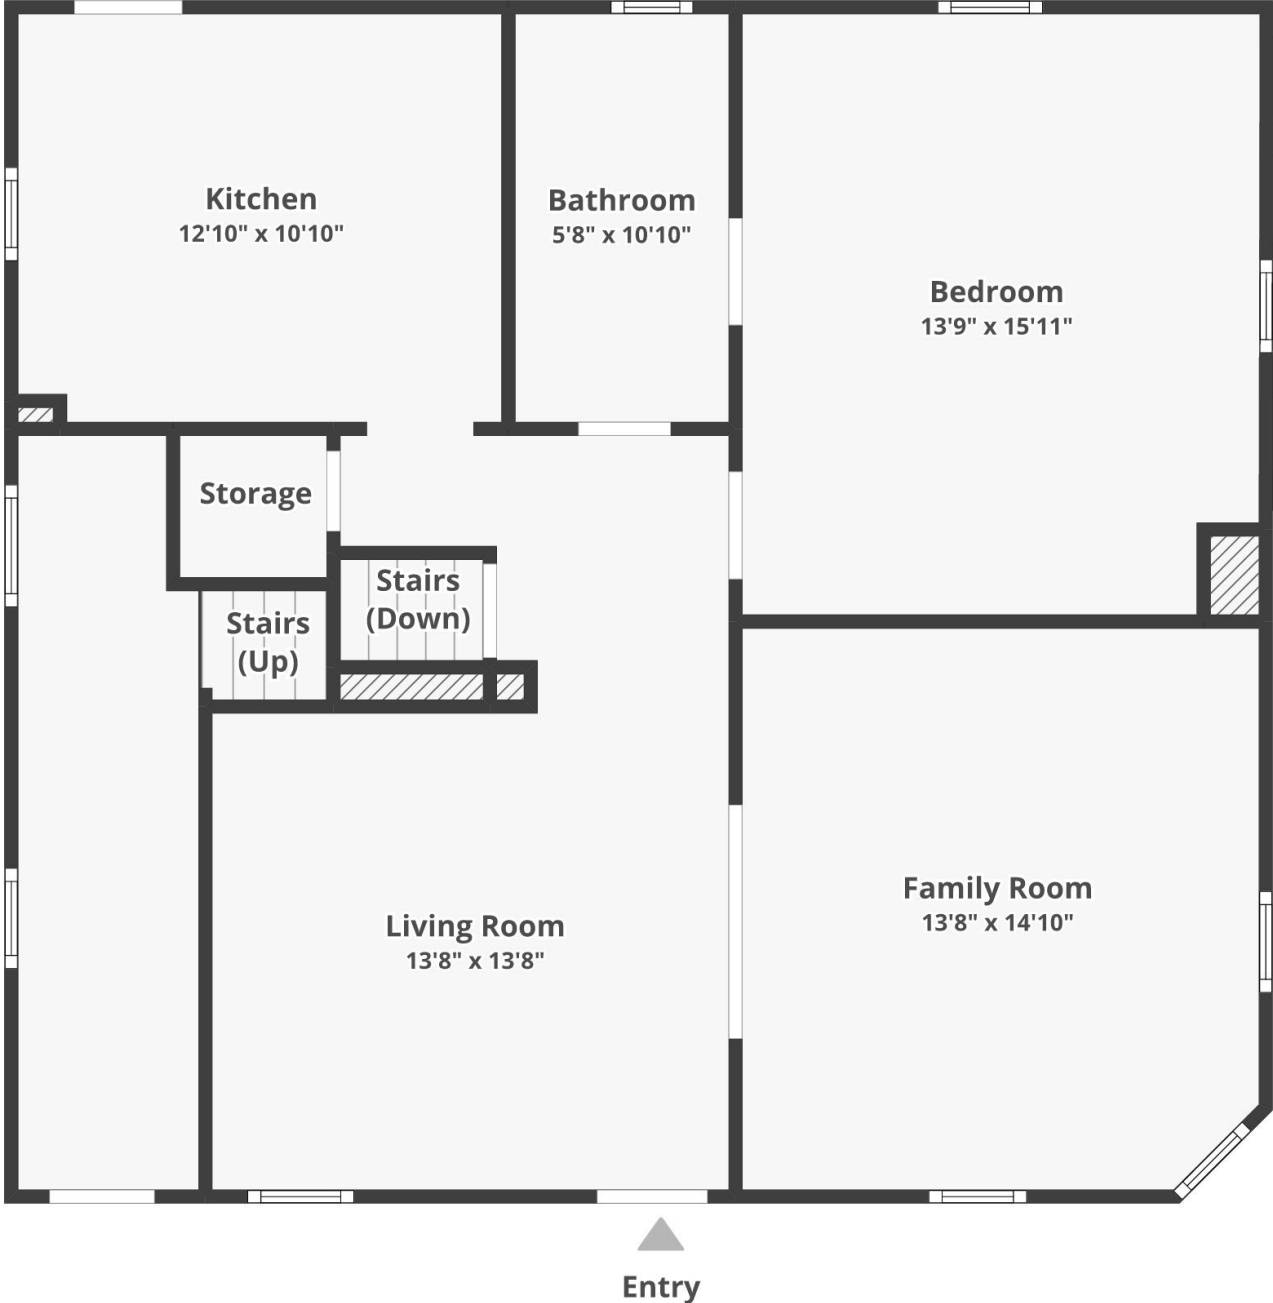 Kitchen
12'10" x 10'10"
Bathroom
5'8" x 10'10"
Bedroom
13'9" x 15'11"
Storage
Stairs
(Down)
Stairs
(Up)
Living Room
13'8" x 13'8"
Family Room
13'8" x 14'10"
Entry